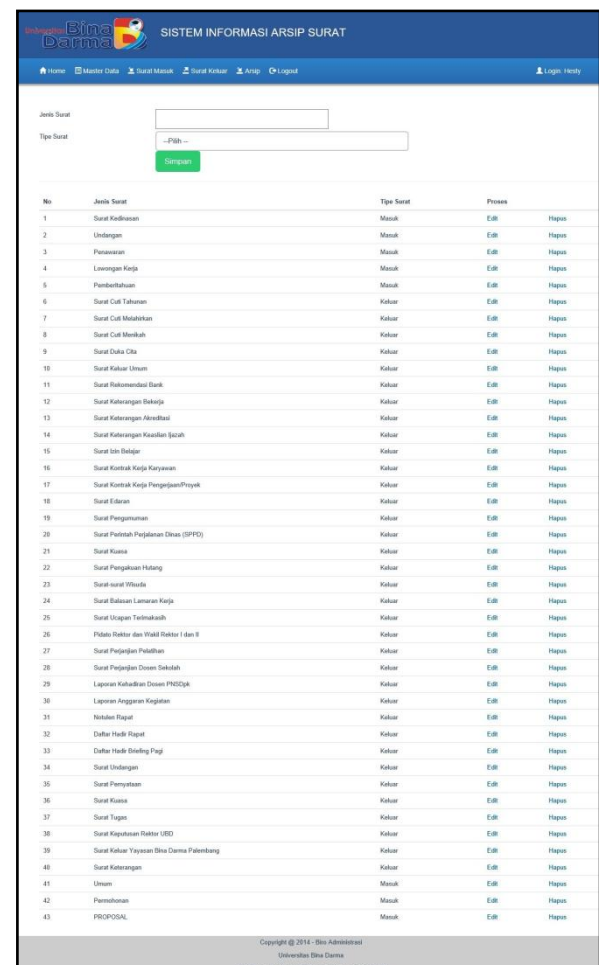 Universitas Bina Darma
SISTEM INFORMASI ARSIP SURAT
Home Master Data Surat Masuk Surat Keluar Arsip Logout Login: Hesty
Jenis Surat
Tipe Surat --Pilih --
Simpan
No Jenis Surat Tipe Surat Proses
1 Surat Kedinasan Masuk Edit Hapus
2 Undangan Masuk Edit Hapus
3 Penawaran Masuk Edit Hapus
4 Lowongan Kerja Masuk Edit Hapus
5 Pemberitahuan Masuk Edit Hapus
6 Surat Cuti Tahunan Keluar Edit Hapus
7 Surat Cuti Melahirkan Keluar Edit Hapus
8 Surat Cuti Menikah Keluar Edit Hapus
9 Surat Duka Cita Keluar Edit Hapus
10 Surat Keluar Umum Keluar Edit Hapus
11 Surat Rekomendasi Bank Keluar Edit Hapus
12 Surat Keterangan Bekerja Keluar Edit Hapus
13 Surat Keterangan Akreditasi Keluar Edit Hapus
14 Surat Keterangan Keaslian Ijazah Keluar Edit Hapus
15 Surat Izin Belajar Keluar Edit Hapus
16 Surat Kontrak Kerja Karyawan Keluar Edit Hapus
17 Surat Kontrak Kerja Pengerjaan/Proyek Keluar Edit Hapus
18 Surat Edaran Keluar Edit Hapus
19 Surat Pengumuman Keluar Edit Hapus
20 Surat Perintah Perjalanan Dinas (SPPD) Keluar Edit Hapus
21 Surat Kuasa Keluar Edit Hapus
22 Surat Pengakuan Hutang Keluar Edit Hapus
23 Surat-surat Wisuda Keluar Edit Hapus
24 Surat Balasan Lamaran Kerja Keluar Edit Hapus
25 Surat Ucapan Terimakasih Keluar Edit Hapus
26 Pidato Rektor dan Wakil Rektor I dan II Keluar Edit Hapus
27 Surat Perjanjian Pelatihan Keluar Edit Hapus
28 Surat Perjanjian Dosen Sekolah Keluar Edit Hapus
29 Laporan Kehadiran Dosen PNSDpk Keluar Edit Hapus
30 Laporan Anggaran Kegiatan Keluar Edit Hapus
31 Notulen Rapat Keluar Edit Hapus
32 Daftar Hadir Rapat Keluar Edit Hapus
33 Daftar Hadir Briefing Pagi Keluar Edit Hapus
34 Surat Undangan Keluar Edit Hapus
35 Surat Pernyataan Keluar Edit Hapus
36 Surat Kuasa Keluar Edit Hapus
37 Surat Tugas Keluar Edit Hapus
38 Surat Keputusan Rektor UBD Keluar Edit Hapus
39 Surat Keluar Yayasan Bina Darma Palembang Keluar Edit Hapus
40 Surat Keterangan Keluar Edit Hapus
41 Umum Masuk Edit Hapus
42 Permohonan Masuk Edit Hapus
43 PROPOSAL Masuk Edit Hapus
Copyright @ 2014 - Biro Administrasi
Universitas Bina Darma